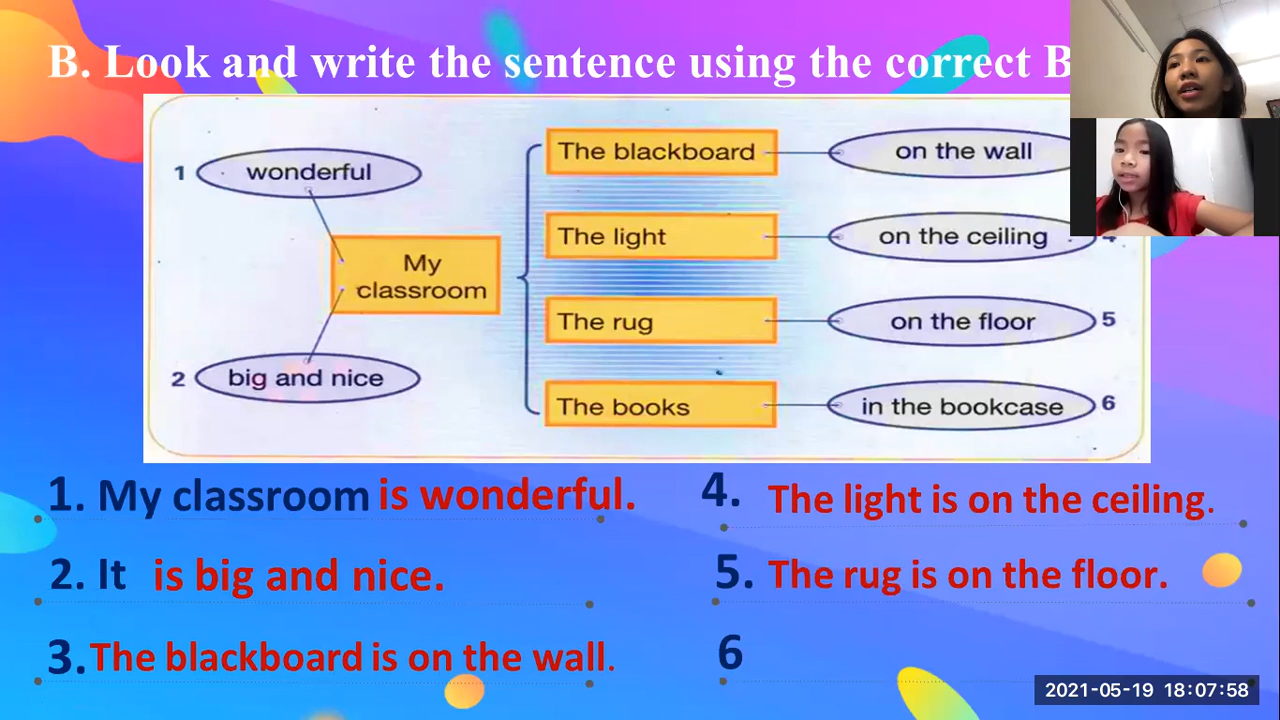 B. Look and write the sentence using the correct B
1 wonderful
My
classroom
2 big and nice
The blackboard on the wall
The light on the ceiling
The rug on the floor 5
The books in the bookcase 6
1. My classroom is wonderful.
2. It is big and nice.
3. The blackboard is on the wall.
4. The light is on the ceiling.
5. The rug is on the floor.
6
2021-05-19 18:07:58